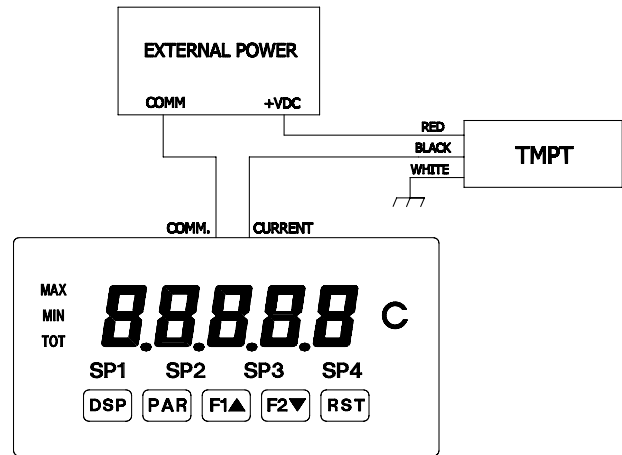 EXTERNAL POWER
COMM +VDC
RED
BLACK
WHITE
TMPT
COMM. CURRENT
MAX
MIN
TOT
8.8.8.8.8 C
SP1 SP2 SP3 SP4
DSP PAR F1▲ F2▼ RST